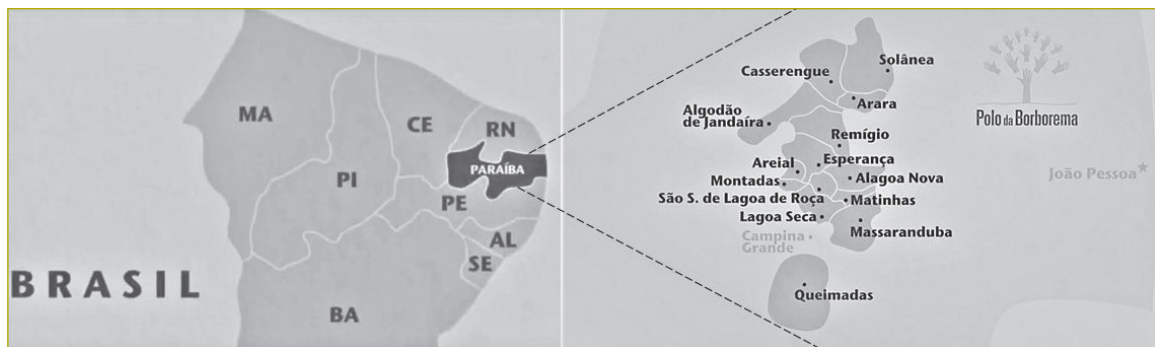 MA
CE
RN
PARAÍBA
PI
PE
AL
SE
BA
BRASIL
Solânea
Casserengue
Arara
Algodão
de Jandaíra
Remígio
Polo da Borborema
Areial
Esperança
Montadas
Alagoa Nova
São S. de Lagoa de Roça
Matinhas
Lagoa Seca
Massaranduba
Campina
Grande
João Pessoa
Queimadas